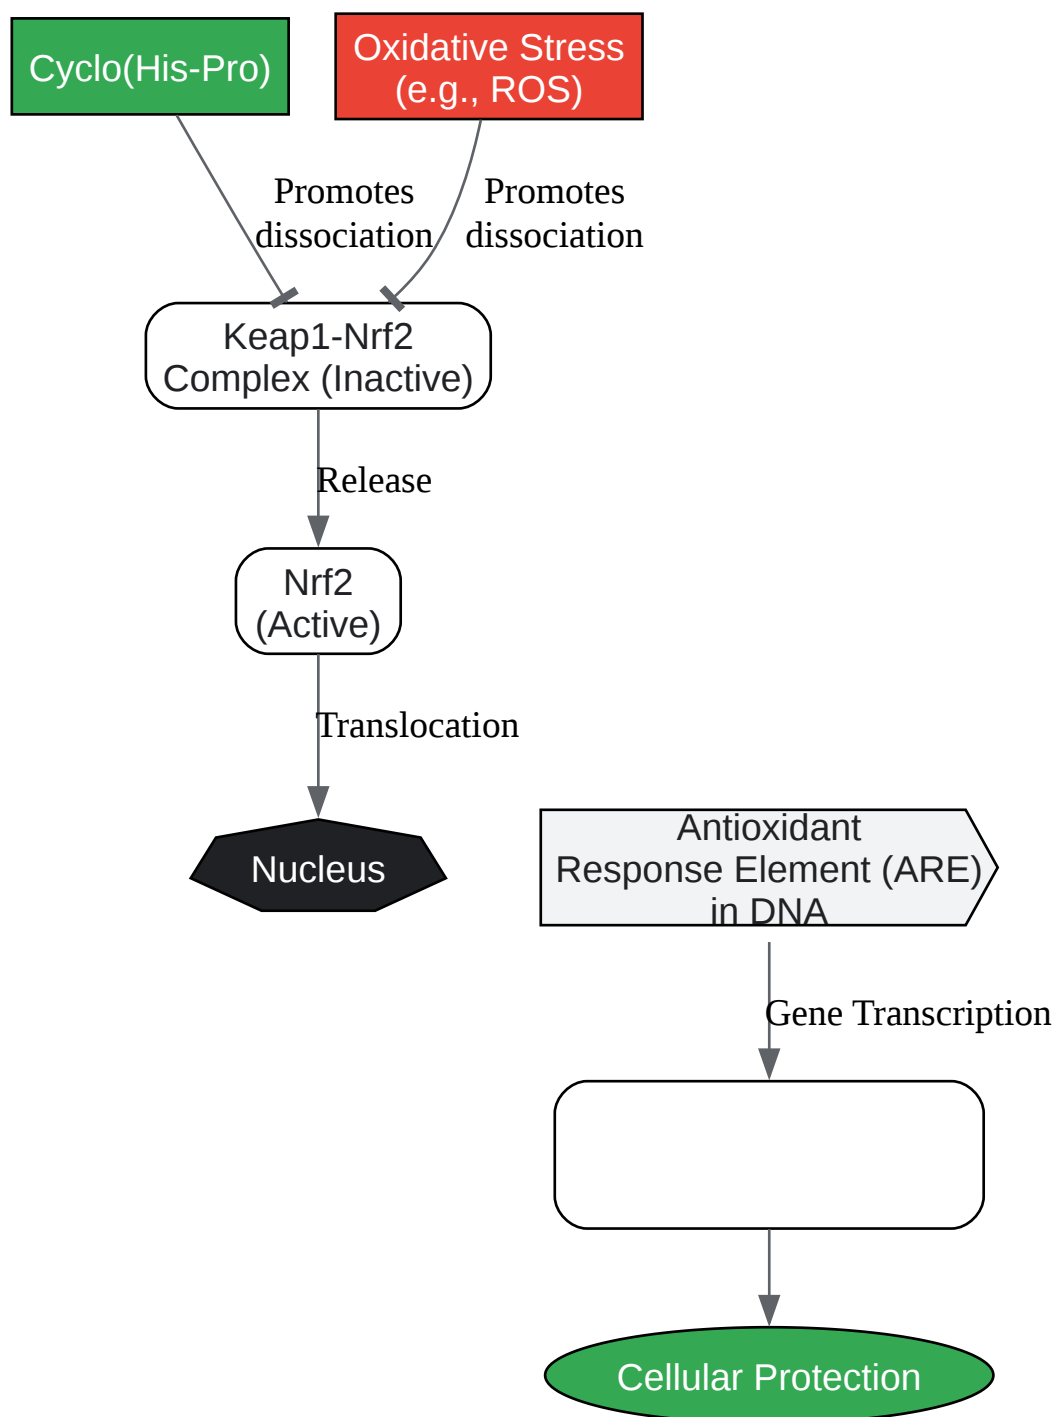 Cyclo(His-Pro)
Oxidative Stress
(e.g., ROS)
Promotes
dissociation
Promotes
dissociation
Keap1-Nrf2
Complex (Inactive)
Release
Nrf2
(Active)
Translocation
Nucleus
Antioxidant
Response Element (ARE)
in DNA
Gene Transcription
Cellular Protection